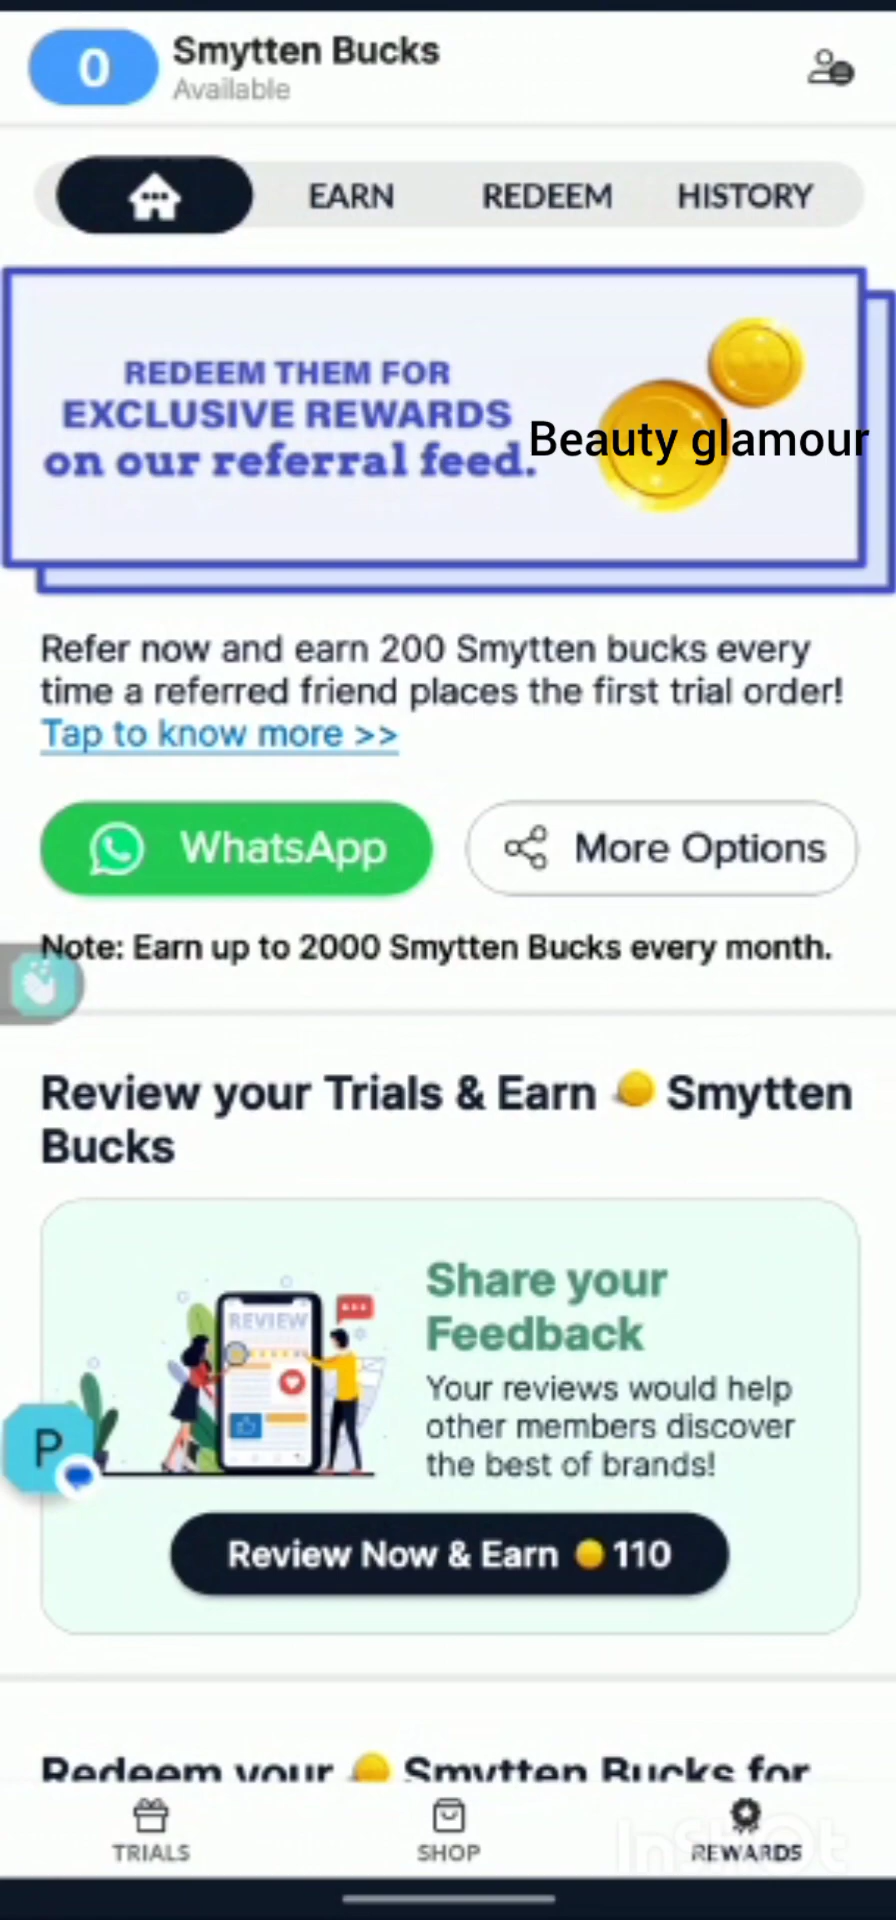 0
Smytten Bucks
Available
EARN
REDEEM
HISTORY
REDEEM THEM FOR
EXCLUSIVE REWARDS
on our referral feed.
Beauty glamour
Refer now and earn 200 Smytten bucks every
time a referred friend places the first trial order!
Tap to know more >>
WhatsApp
More Options
Note: Earn up to 2000 Smytten Bucks every month.
Review your Trials & Earn Smytten
Bucks
REVIEW
Share your
Feedback
Your reviews would help
other members discover
the best of brands!
P
Review Now & Earn 110
Redeem your Smytten Bucks for
TRIALS
SHOP
REWARDS
InShOt